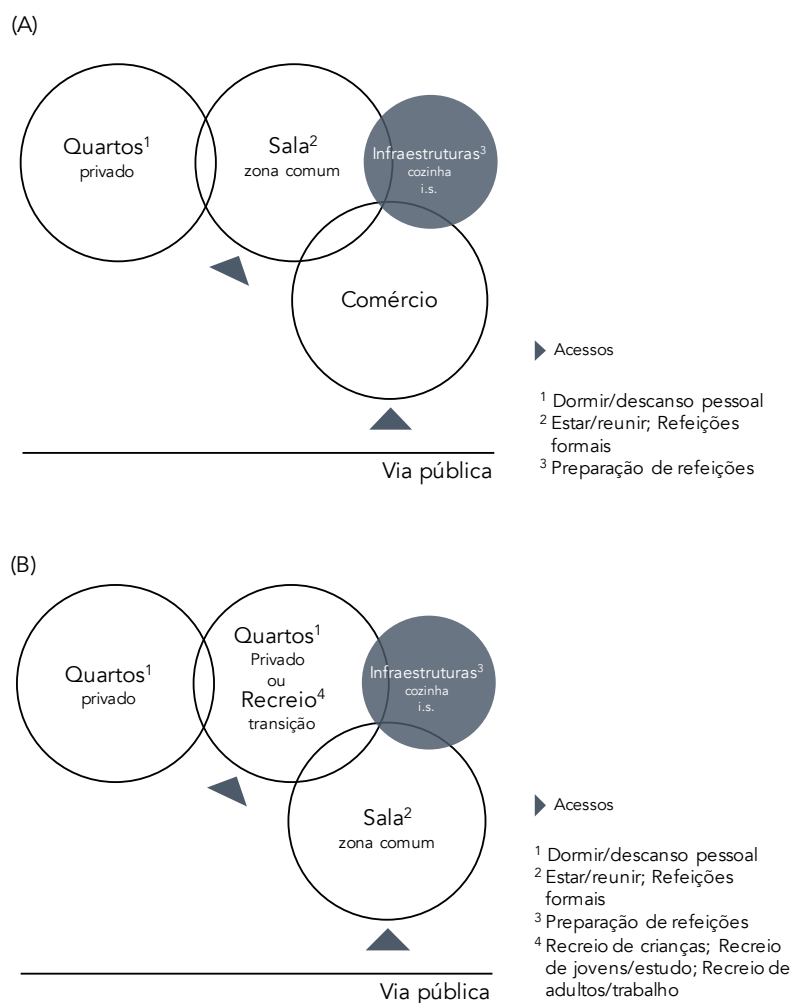 (A)
Quartos¹
privado
Sala²
zona comum
Infraestruturas³
cozinha
i.s.
Comércio
Via pública
Acessos
¹ Dormir/descanso pessoal
² Estar/reunir; Refeições
formais
³ Preparação de refeições
(B)
Quartos¹
privado
Quartos¹
Privado
ou
Recreio⁴
transição
Infraestruturas³
cozinha
i.s.
Sala²
zona comum
Via pública
Acessos
¹ Dormir/descanso pessoal
² Estar/reunir; Refeições
formais
³ Preparação de refeições
⁴ Recreio de crianças; Recreio
de jovens/estudo; Recreio de
adultos/trabalho